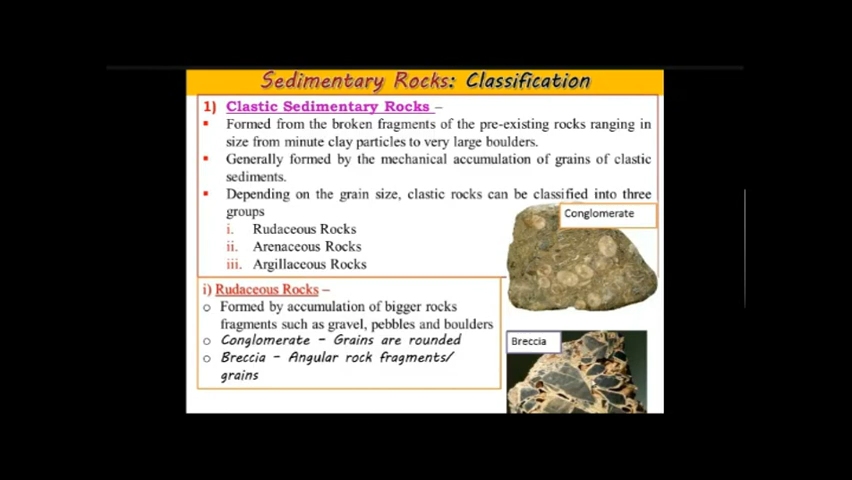 Sedimentary Rocks: Classification
1) Clastic Sedimentary Rocks –
▪ Formed from the broken fragments of the pre-existing rocks ranging in
size from minute clay particles to very large boulders.
▪ Generally formed by the mechanical accumulation of grains of clastic
sediments.
▪ Depending on the grain size, clastic rocks can be classified into three
groups
i. Rudaceous Rocks
ii. Arenaceous Rocks
iii. Argillaceous Rocks
Conglomerate
i) Rudaceous Rocks –
o Formed by accumulation of bigger rocks
fragments such as gravel, pebbles and boulders
o Conglomerate – Grains are rounded
o Breccia – Angular rock fragments/
grains
Breccia